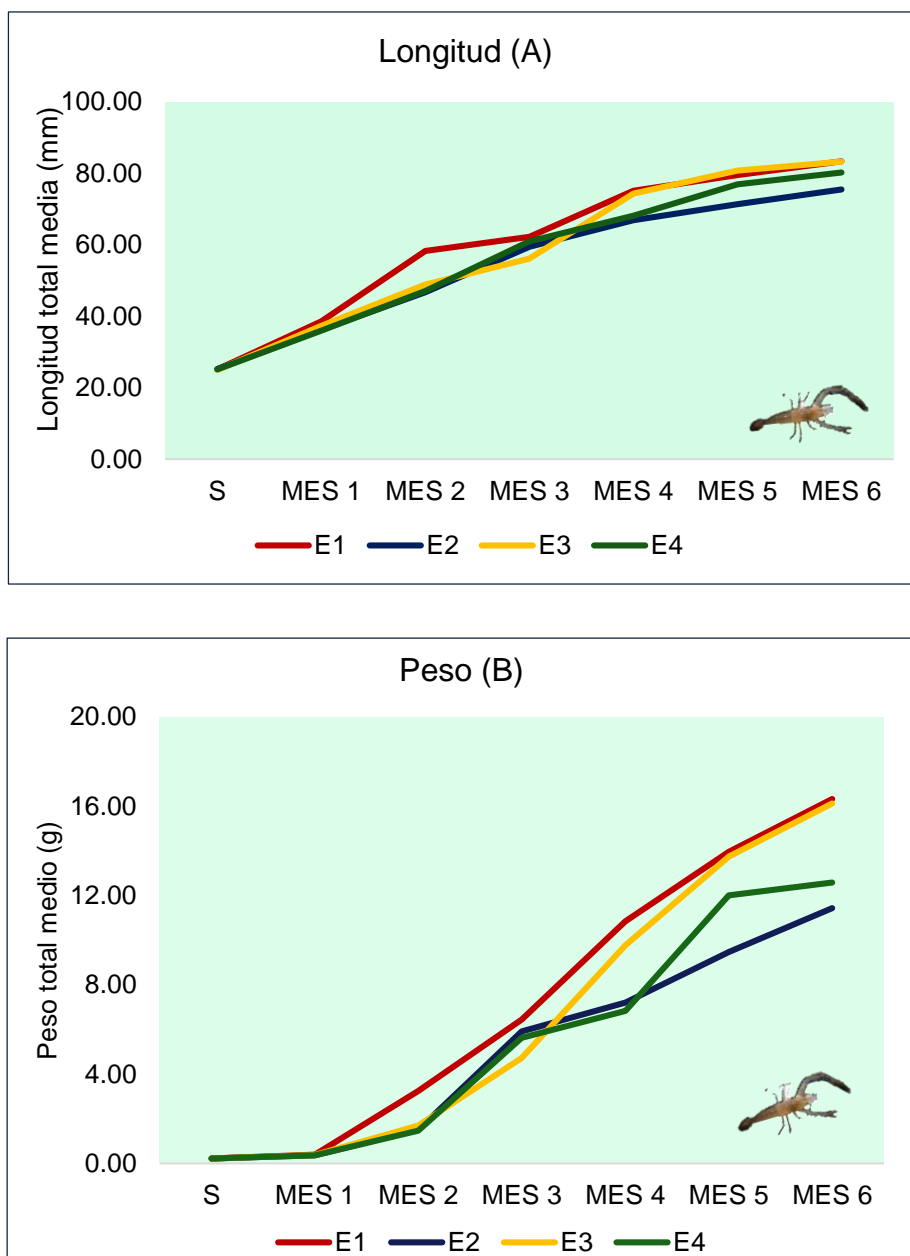 Longitud (A)
Longitud total media (mm)
100.00
80.00
60.00
40.00
20.00
0.00
S MES 1 MES 2 MES 3 MES 4 MES 5 MES 6
E1 E2 E3 E4
Peso (B)
Peso total medio (g)
20.00
16.00
12.00
8.00
4.00
0.00
S MES 1 MES 2 MES 3 MES 4 MES 5 MES 6
E1 E2 E3 E4